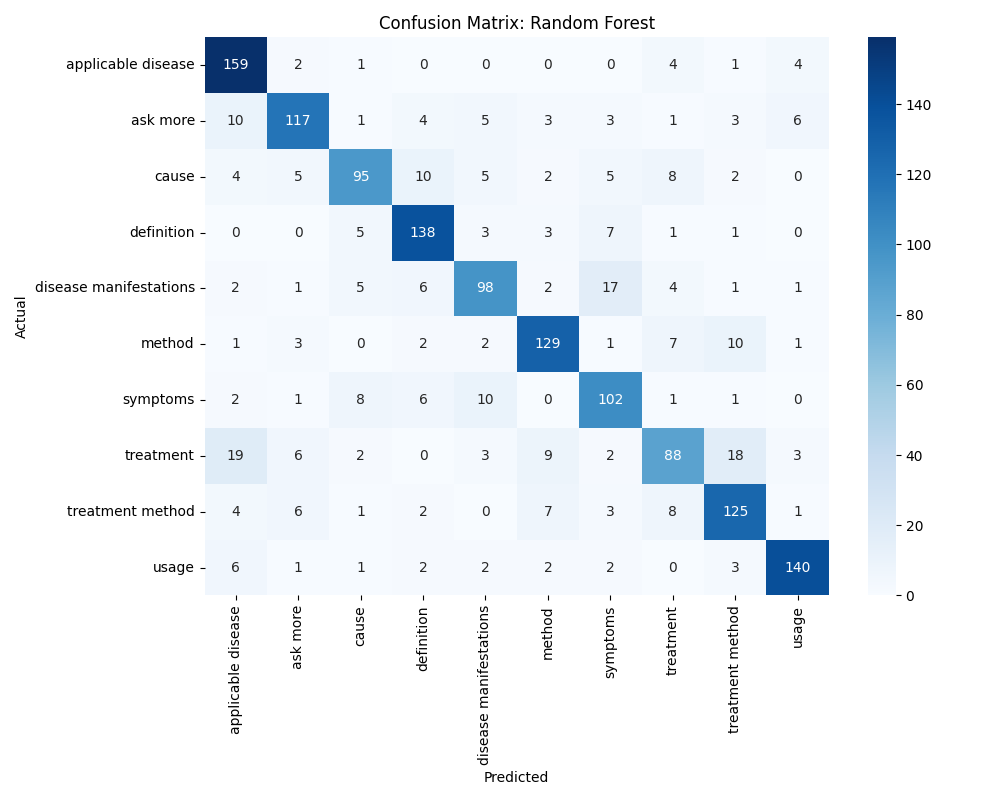 Confusion Matrix: Random Forest
applicable disease 159 2 1 0 0 0 0 4 1 4
ask more 10 117 1 4 5 3 3 1 3 6
cause 4 5 95 10 5 2 5 8 2 0
definition 0 0 5 138 3 3 7 1 1 0
disease manifestations 2 1 5 6 98 2 17 4 1 1
method 1 3 0 2 2 129 1 7 10 1
symptoms 2 1 8 6 10 0 102 1 1 0
treatment 19 6 2 0 3 9 2 88 18 3
treatment method 4 6 1 2 0 7 3 8 125 1
usage 6 1 1 2 2 2 2 0 3 140
Actual
applicable disease
ask more
cause
definition
disease manifestations
method
symptoms
treatment
treatment method
usage
Predicted
140
120
100
80
60
40
20
0